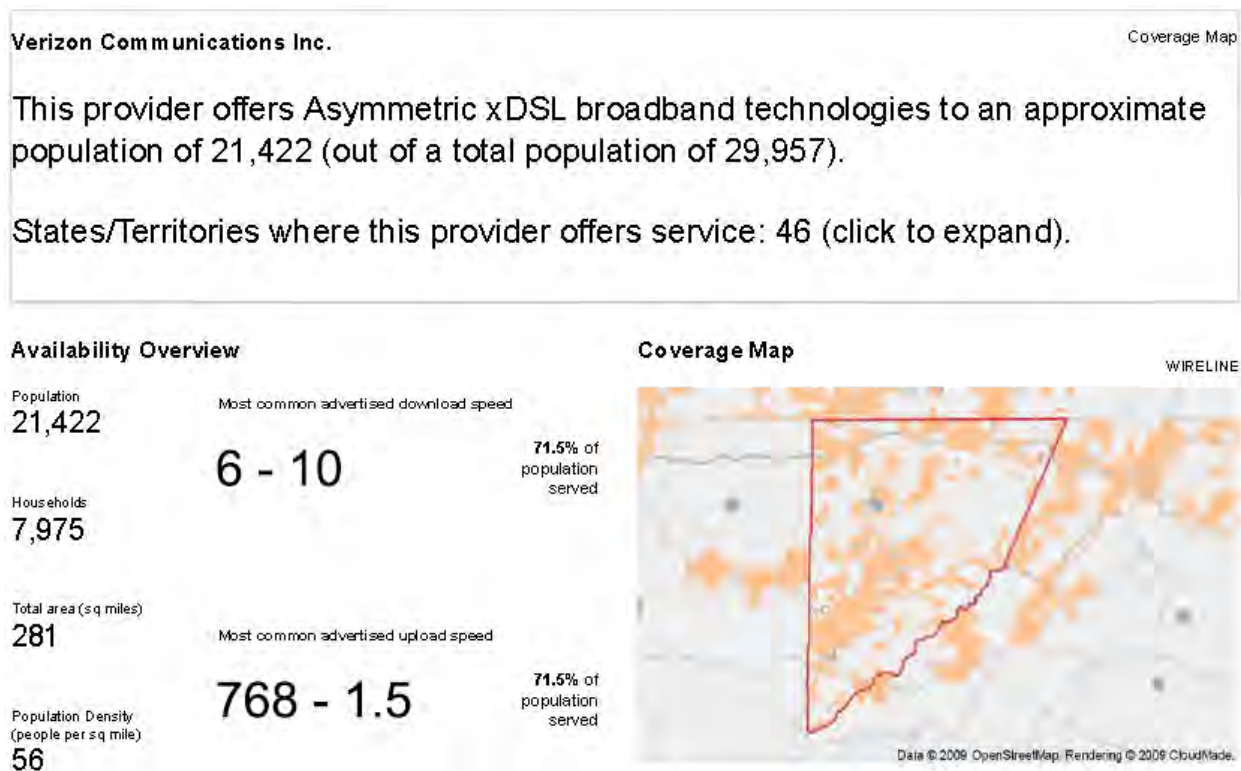 Verizon Communications Inc.
Coverage Map
This provider offers Asymmetric xDSL broadband technologies to an approximate
population of 21,422 (out of a total population of 29,957).
States/Territories where this provider offers service: 46 (click to expand).
Availability Overview
Population
21,422
Households
7,975
Total area (sq miles)
281
Population Density
(people per sq mile)
56
Most common advertised download speed
6 - 10
71.5% of
population
served
Most common advertised upload speed
768 - 1.5
71.5% of
population
served
Coverage Map
WIRELINE
Data © 2009 OpenStreetMap, Rendering © 2009 CloudMade.